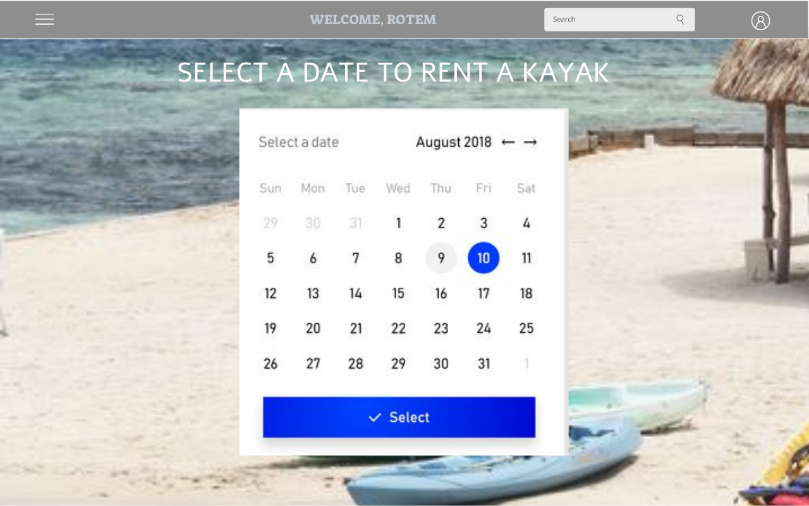 WELCOME, ROTEM
Search
SELECT A DATE TO RENT A KAYAK
Select a date August 2018 ← →
Sun Mon Tue Wed Thu Fri Sat
29 30 31 1 2 3 4
5 6 7 8 9 10 11
12 13 14 15 16 17 18
19 20 21 22 23 24 25
26 27 28 29 30 31 1
✓ Select